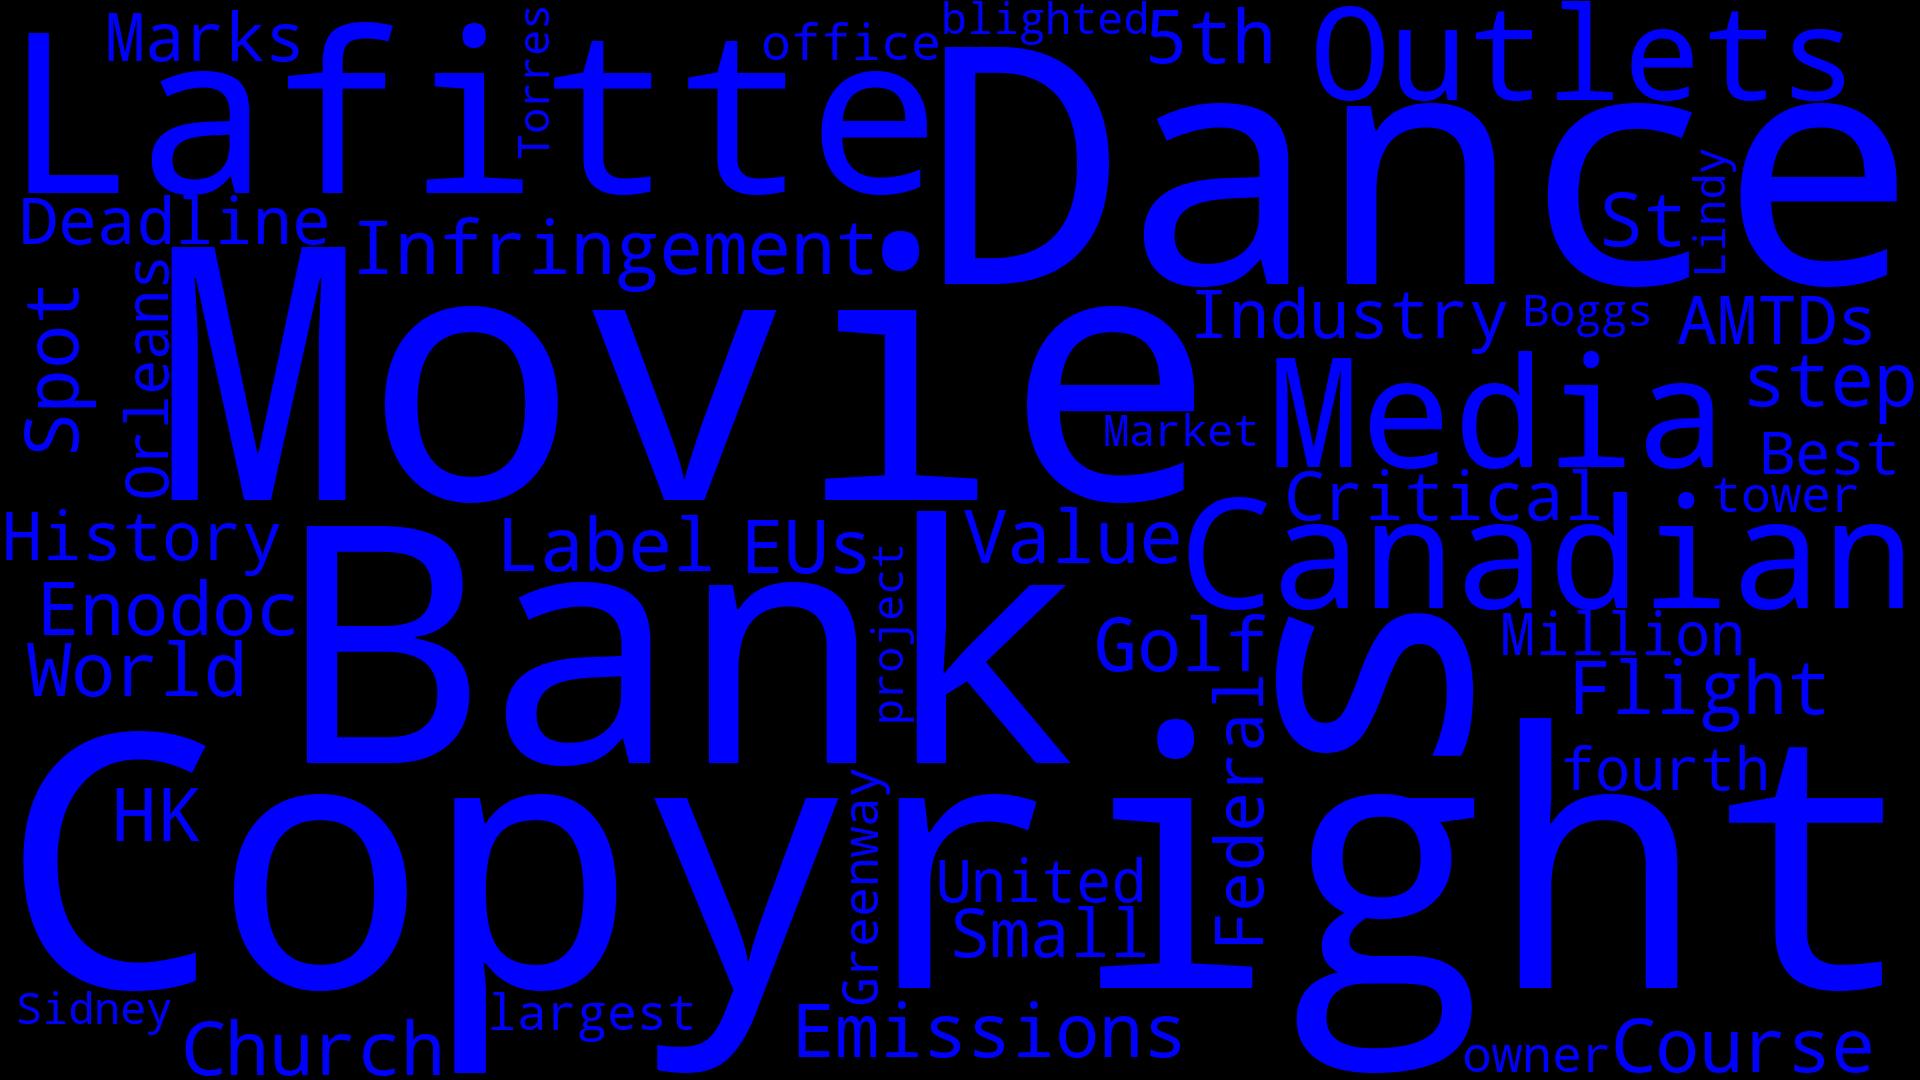 Marks
Lafitte
Torres
office
blighted
5th
Outlets
Dance
Deadline
Infringement
St
Lindy
Spot
Orleans
Movie
Industry
Boggs
AMTDs
Market
Media
step
Best
Critical
tower
History
Label
EUs
Value
Canadian
Enodoc
Bank
project
World
Golf
S
Million
Flight
Copyright
HK
Greenway
Federal
fourth
United
Small
Sidney
largest
Church
Emissions
owner
Course